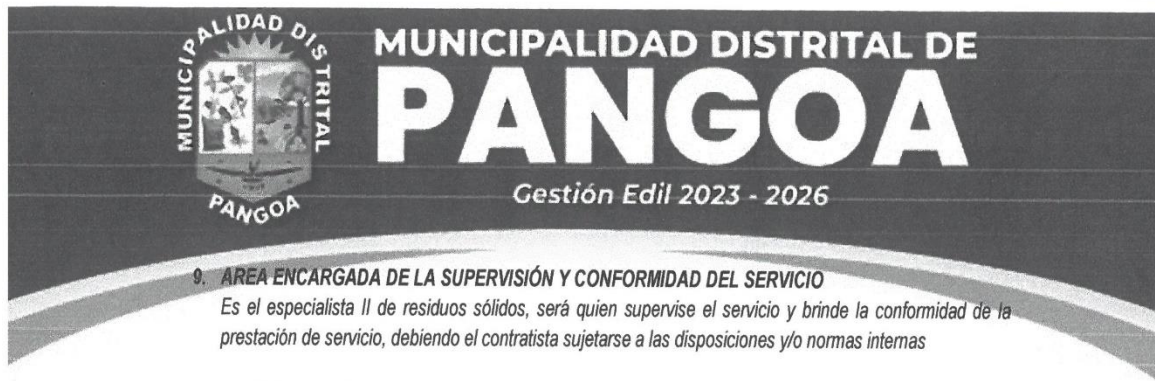 MUNICIPALIDAD DISTRITAL
PANGOA
MUNICIPALIDAD DISTRITAL DE
PANGOA
Gestión Edil 2023 - 2026
9. AREA ENCARGADA DE LA SUPERVISIÓN Y CONFORMIDAD DEL SERVICIO
Es el especialista II de residuos sólidos, será quien supervise el servicio y brinde la conformidad de la
prestación de servicio, debiendo el contratista sujetarse a las disposiciones y/o normas internas